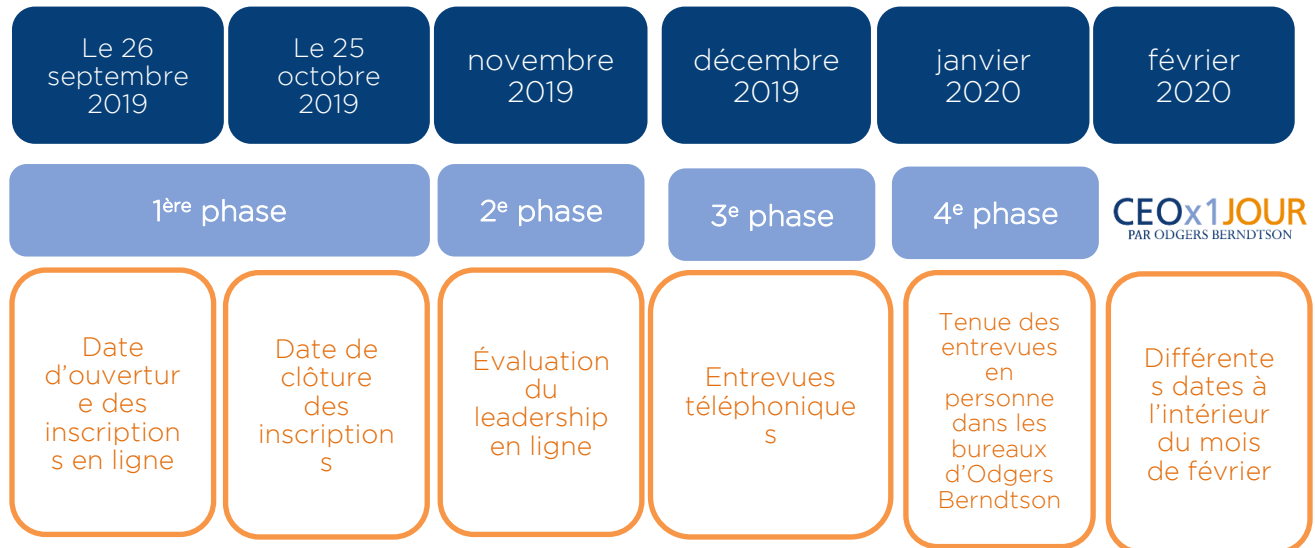 Le 26
septembre
2019
Le 25
octobre
2019
novembre
2019
décembre
2019
janvier
2020
février
2020
1ère phase
2e phase
3e phase
4e phase
CEOx1JOUR
PAR ODGERS BERNDTSON
Date
d'ouvertur
e des
inscription
s en ligne
Date de
clôture
des
inscription
s
Évaluation
du
leadership
en ligne
Entrevues
téléphonique
s
Tenue des
entrevues
en
personne
dans les
bureaux
d'Odgers
Berndtson
Différente
s dates à
l'intérieur
du mois
de février